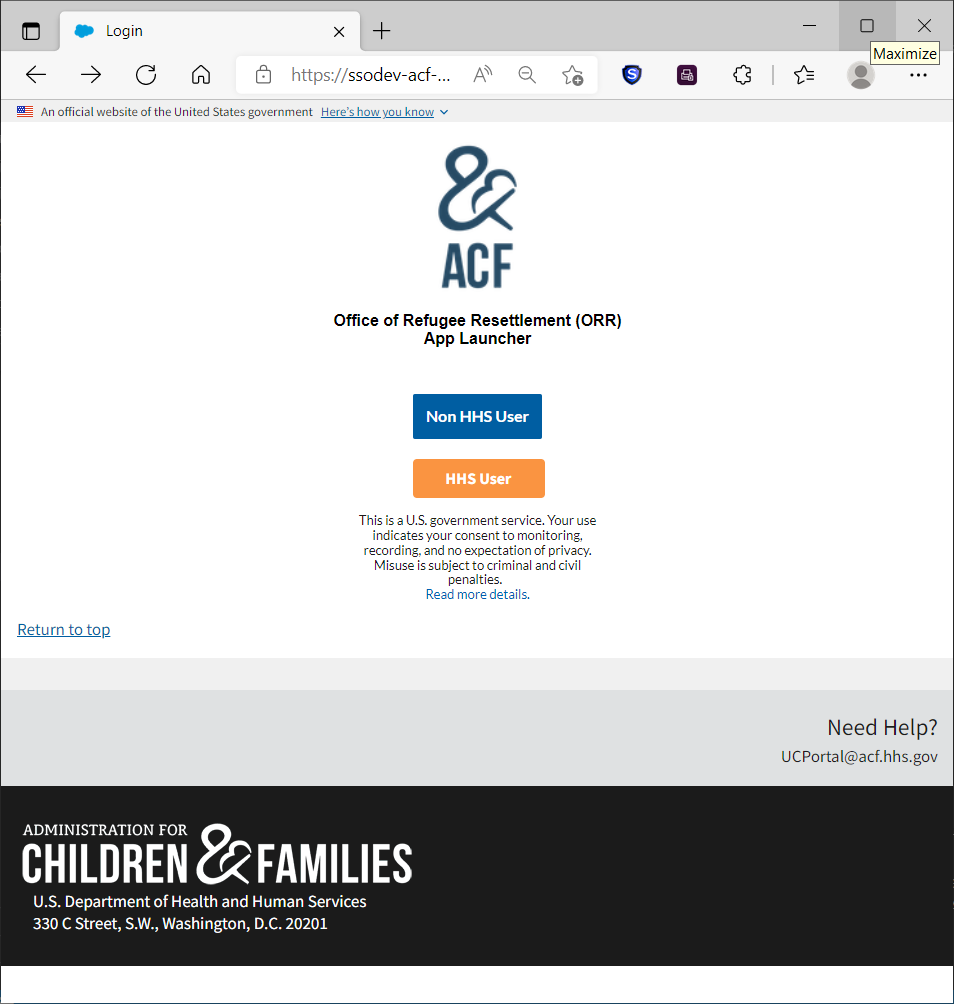 Login
Maximize
https://ssodev-acf-...
An official website of the United States government Here's how you know
ACF
Office of Refugee Resettlement (ORR)
App Launcher
Non HHS User
HHS User
This is a U.S. government service. Your use
indicates your consent to monitoring,
recording, and no expectation of privacy.
Misuse is subject to criminal and civil
penalties.
Read more details.
Return to top
Need Help?
UCPortal@acf.hhs.gov
ADMINISTRATION FOR
CHILDREN & FAMILIES
U.S. Department of Health and Human Services
330 C Street, S.W., Washington, D.C. 20201